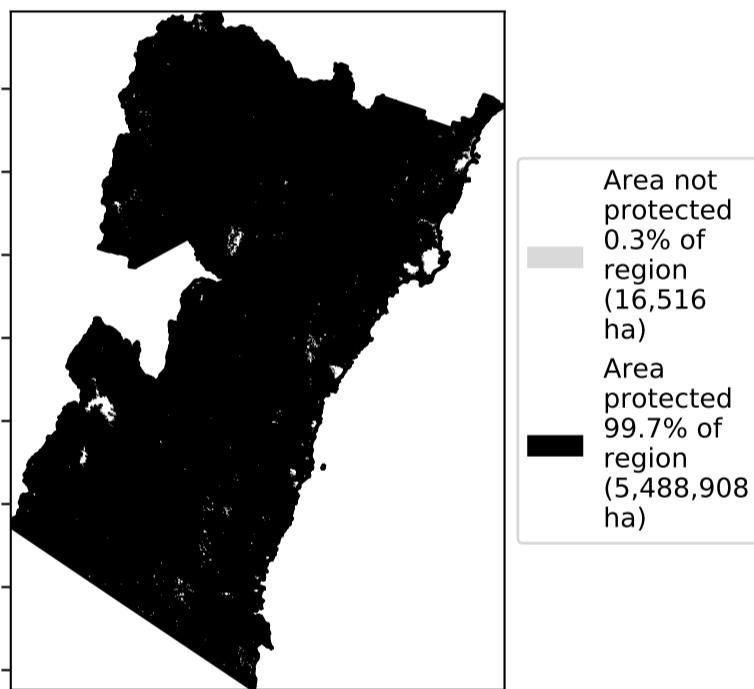 Area not
protected
0.3% of
region
(16,516
ha)
Area
protected
99.7% of
region
(5,488,908
ha)